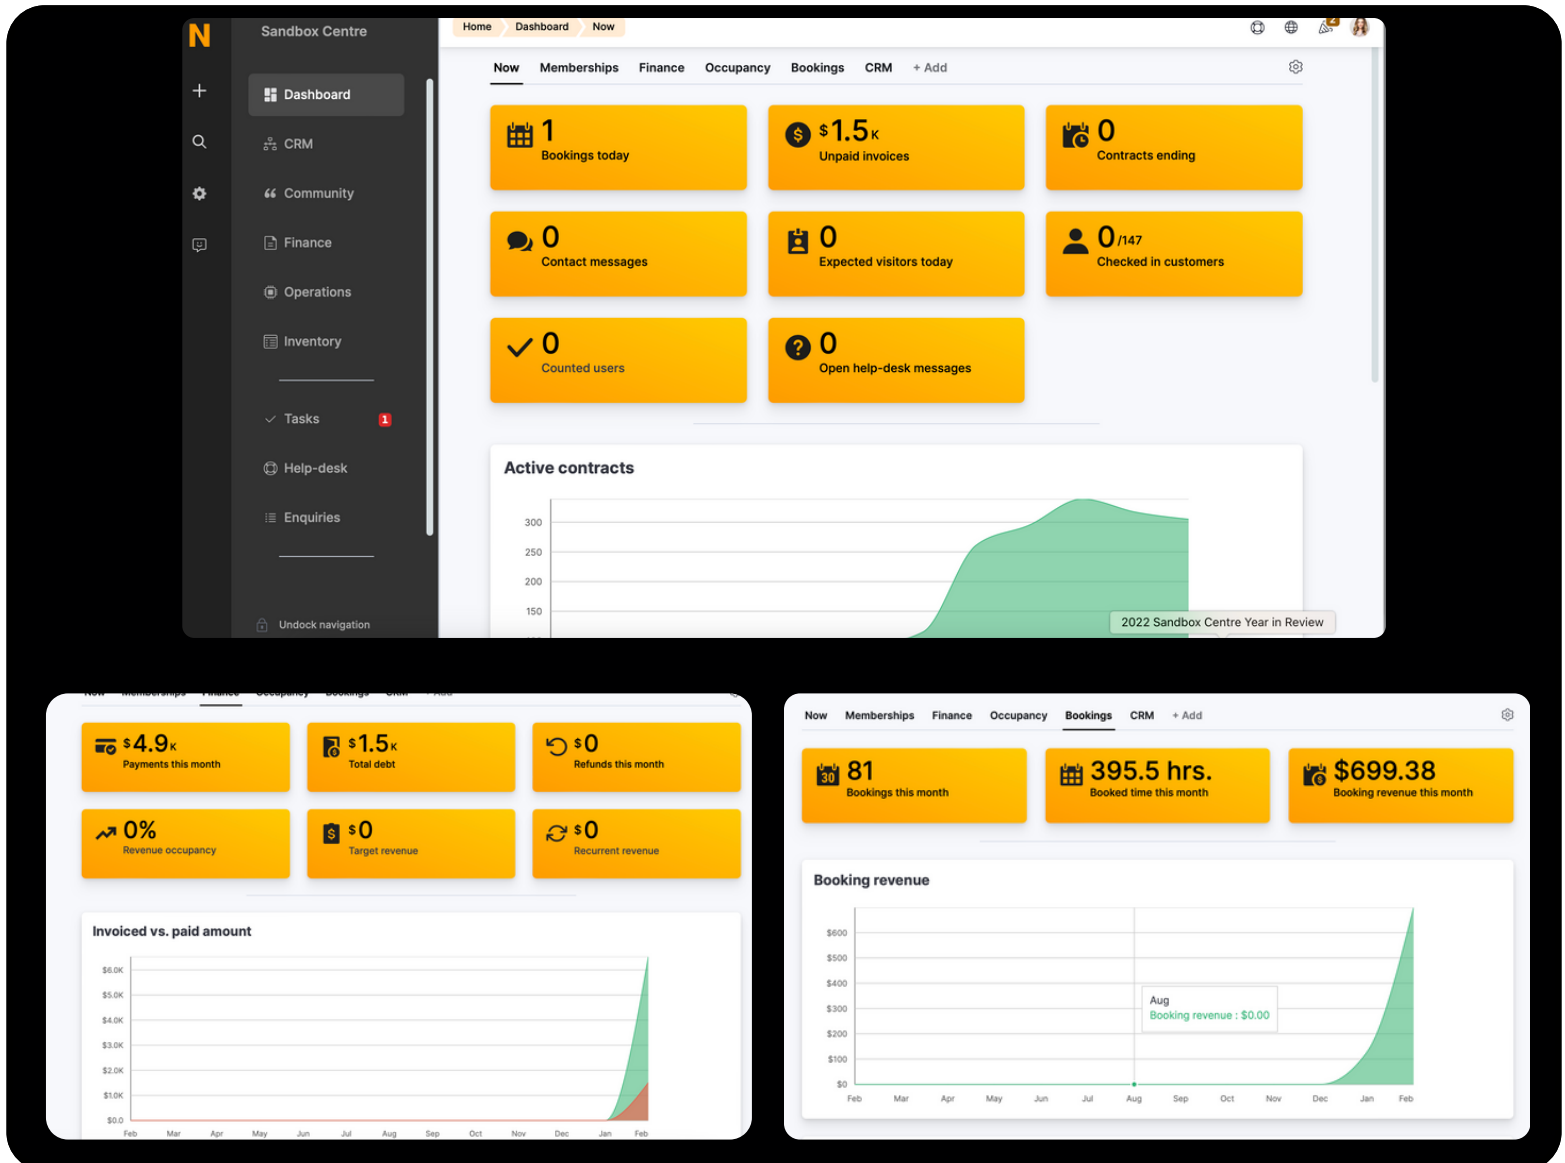 N
Sandbox Centre
Dashboard
CRM
Community
Finance
Operations
Inventory
Tasks 1
Help-desk
Enquiries
Undock navigation
Home Dashboard Now
2
Now Memberships Finance Occupancy Bookings CRM + Add
1
Bookings today
$1.5K
Unpaid invoices
0
Contracts ending
0
Contact messages
0
Expected visitors today
0/147
Checked in customers
0
Counted users
0
Open help-desk messages
Active contracts
300
250
200
150
2022 Sandbox Centre Year in Review
Now Memberships Finance Occupancy Bookings CRM + Add
$4.9K
Payments this month
$1.5K
Total debt
$0
Refunds this month
0%
Revenue occupancy
$0
Target revenue
$0
Recurrent revenue
Invoiced vs. paid amount
$6.0K
$5.0K
$4.0K
$3.0K
$2.0K
$1.0K
$0.0
Feb Mar Apr May Jun Jul Aug Sep Oct Nov Dec Jan Feb
Now Memberships Finance Occupancy Bookings CRM + Add
30
81
Bookings this month
395.5 hrs.
Booked time this month
$699.38
Booking revenue this month
Booking revenue
$600
$500
$400
$300
$200
$100
$0
Aug
Booking revenue : $0.00
Feb Mar Apr May Jun Jul Aug Sep Oct Nov Dec Jan Feb